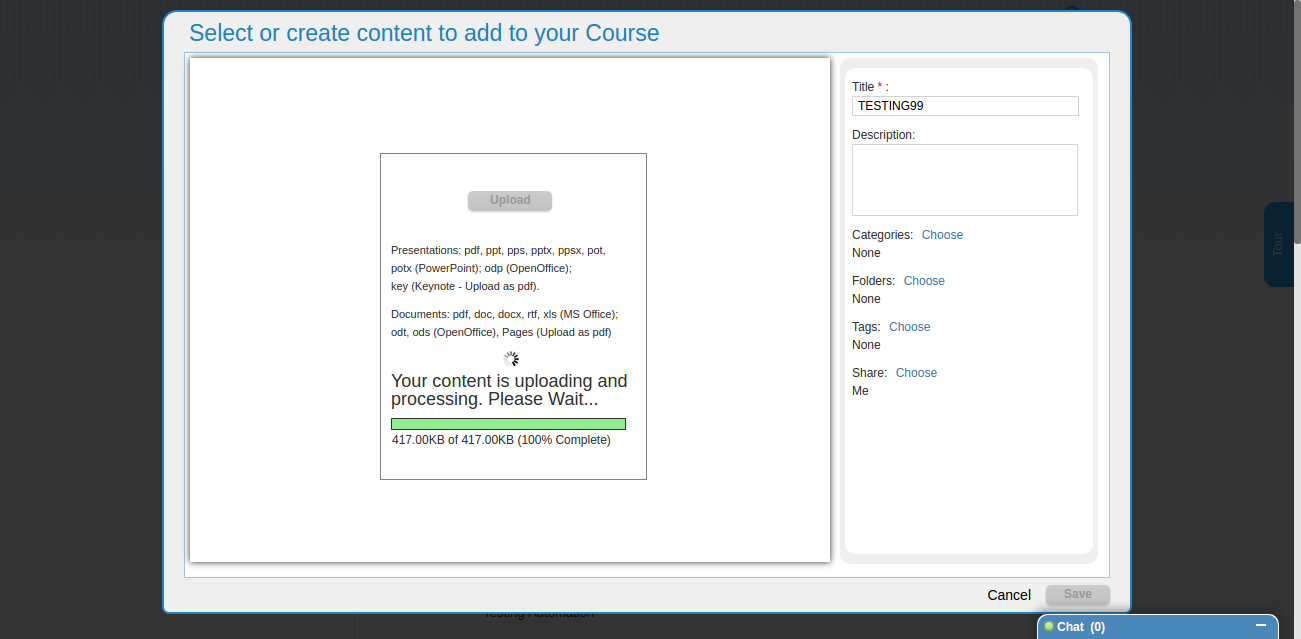 Select or create content to add to your Course
Upload
Presentations: pdf, ppt, pps, pptx, ppsx, pot,
potx (PowerPoint); odp (OpenOffice);
key (Keynote - Upload as pdf).
Documents: pdf, doc, docx, rtf, xls (MS Office);
odt, ods (OpenOffice), Pages (Upload as pdf)
Your content is uploading and
processing. Please Wait...
417.00KB of 417.00KB (100% Complete)
Title * :
TESTING99
Description:
Categories: Choose
None
Folders: Choose
None
Tags: Choose
None
Share: Choose
Me
Tour
Cancel Save
Testing Automation
Chat (0)